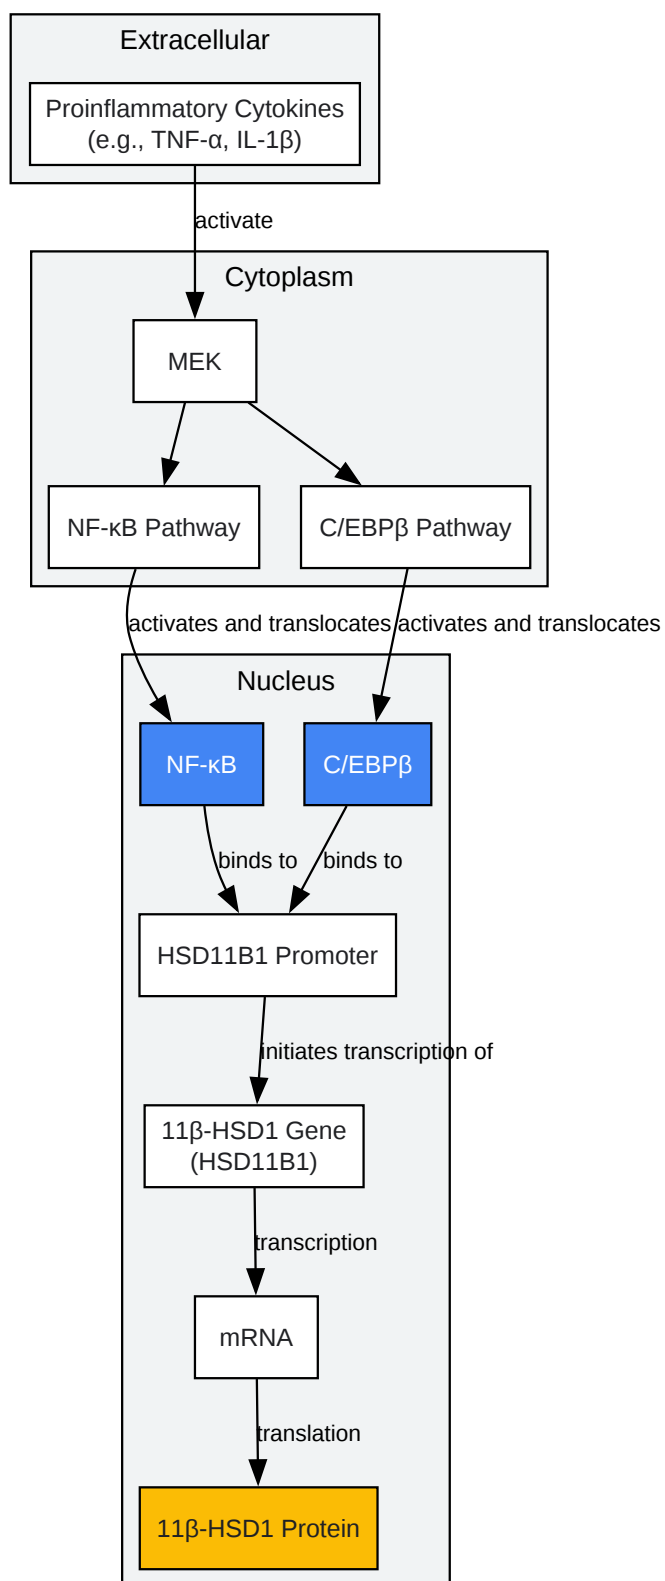 Extracellular
Proinflammatory Cytokines
(e.g., TNF-α, IL-1β)
activate
Cytoplasm
MEK
NF-κB Pathway
C/EBPβ Pathway
activates and translocates
activates and translocates
Nucleus
NF-κB
C/EBPβ
binds to
binds to
HSD11B1 Promoter
initiates transcription of
11β-HSD1 Gene
(HSD11B1)
transcription
mRNA
translation
11β-HSD1 Protein